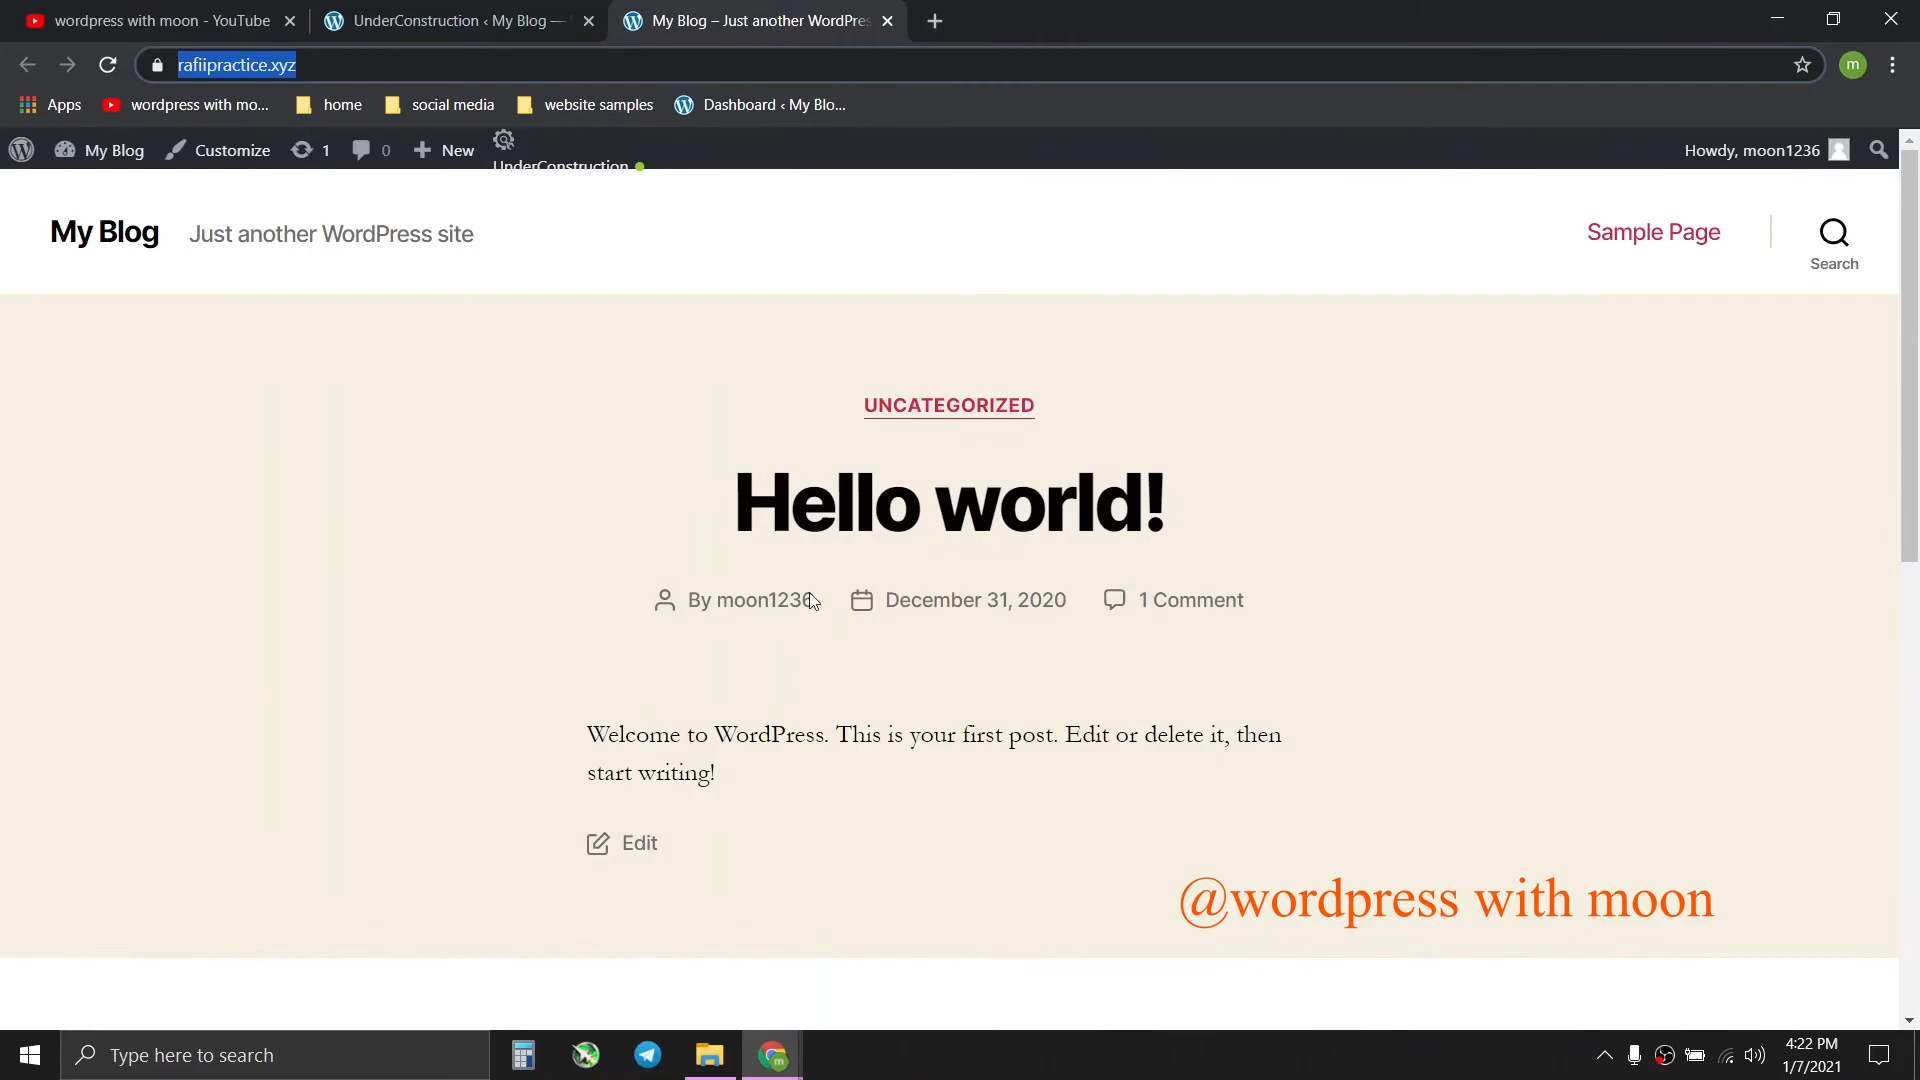 wordpress with moon - YouTube
UnderConstruction ‹ My Blog —
My Blog – Just another WordPres
rafiipractice.xyz
m
Apps
wordpress with mo...
home
social media
website samples
Dashboard ‹ My Blo...
My Blog
Customize
1
0
New
UnderConstruction
Howdy, moon1236
My Blog
Just another WordPress site
Sample Page
Search
UNCATEGORIZED
Hello world!
By moon1236
December 31, 2020
1 Comment
Welcome to WordPress. This is your first post. Edit or delete it, then
start writing!
Edit
@wordpress with moon
Type here to search
m
4:22 PM
1/7/2021